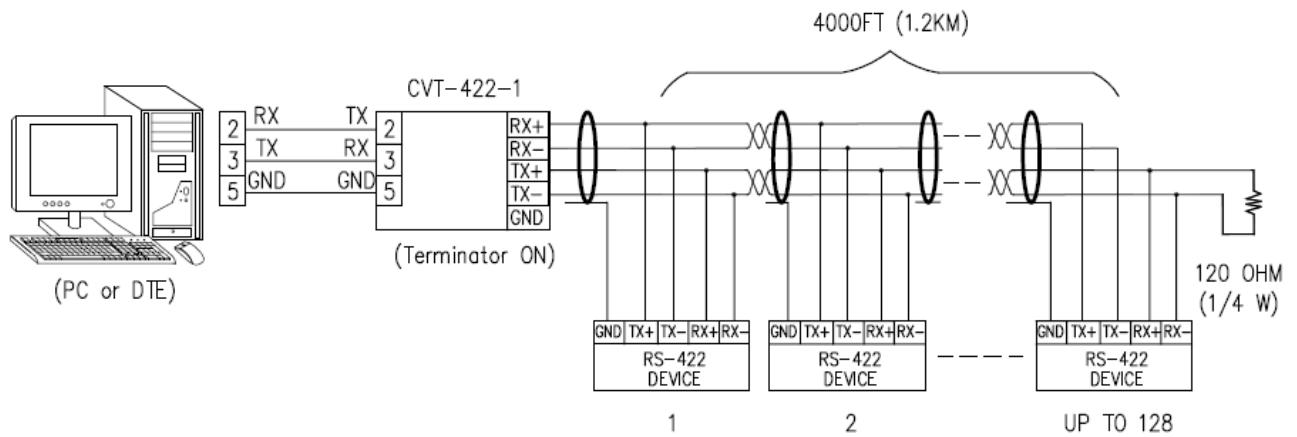 4000FT (1.2KM)
CVT-422-1
2 RX TX 2
3 TX RX 3
5 GND GND 5
RX+
RX-
TX+
TX-
GND
(Terminator ON)
(PC or DTE)
120 OHM
(1/4 W)
GND TX+ TX- RX+ RX-
RS-422
DEVICE
1
GND TX+ TX- RX+ RX-
RS-422
DEVICE
2
GND TX+ TX- RX+ RX-
RS-422
DEVICE
UP TO 128